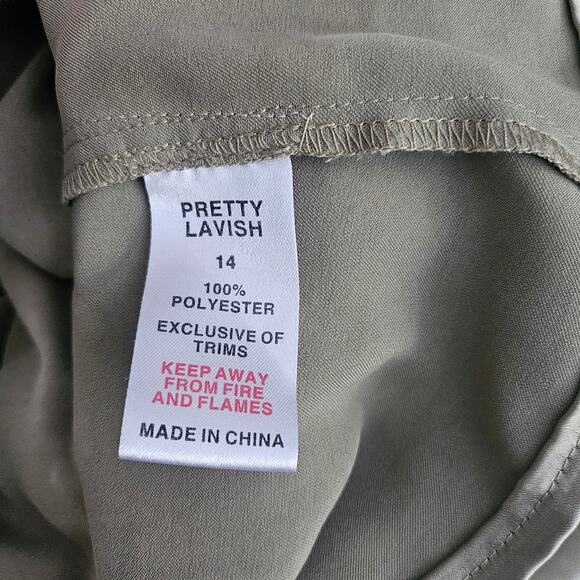 PRETTY
LAVISH
14
100%
POLYESTER
EXCLUSIVE OF
TRIMS
KEEP AWAY
FROM FIRE
AND FLAMES
MADE IN CHINA